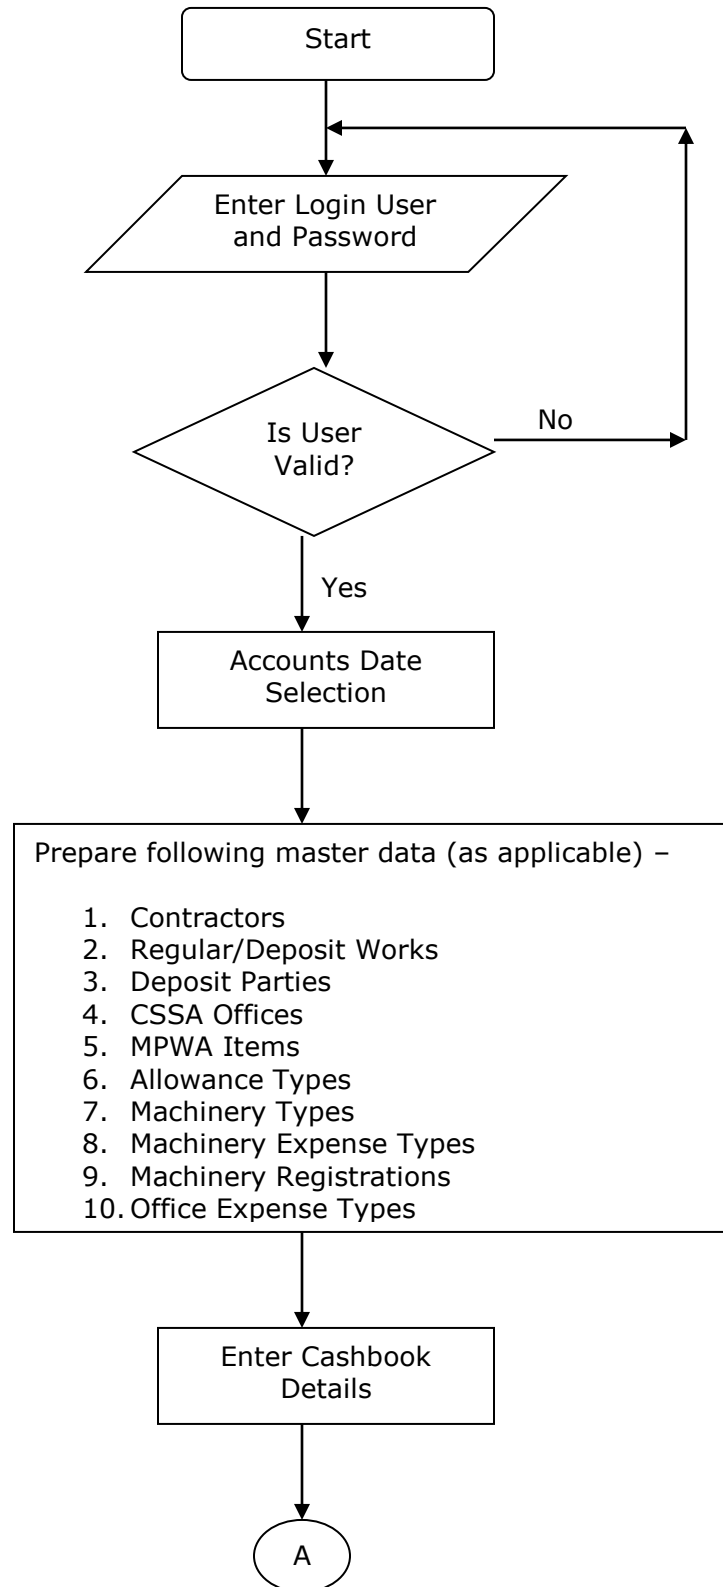 Start
Enter Login User
and Password
Is User
Valid?
No
Yes
Accounts Date
Selection
Prepare following master data (as applicable) –
1. Contractors
2. Regular/Deposit Works
3. Deposit Parties
4. CSSA Offices
5. MPWA Items
6. Allowance Types
7. Machinery Types
8. Machinery Expense Types
9. Machinery Registrations
10. Office Expense Types
Enter Cashbook
Details
A